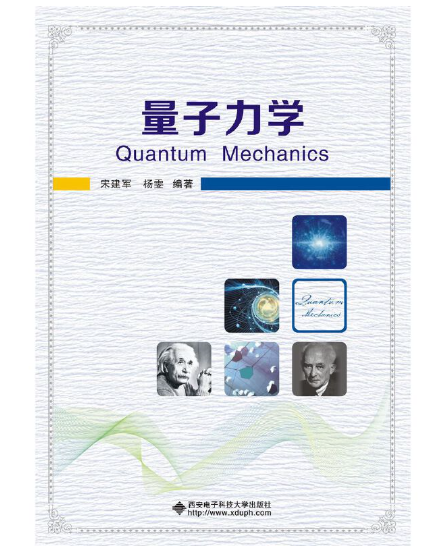 量子力学
Quantum Mechanics
宋建军 杨雯 编著
Quantum
Mechanics
西安电子科技大学出版社
http://www.xduph.com